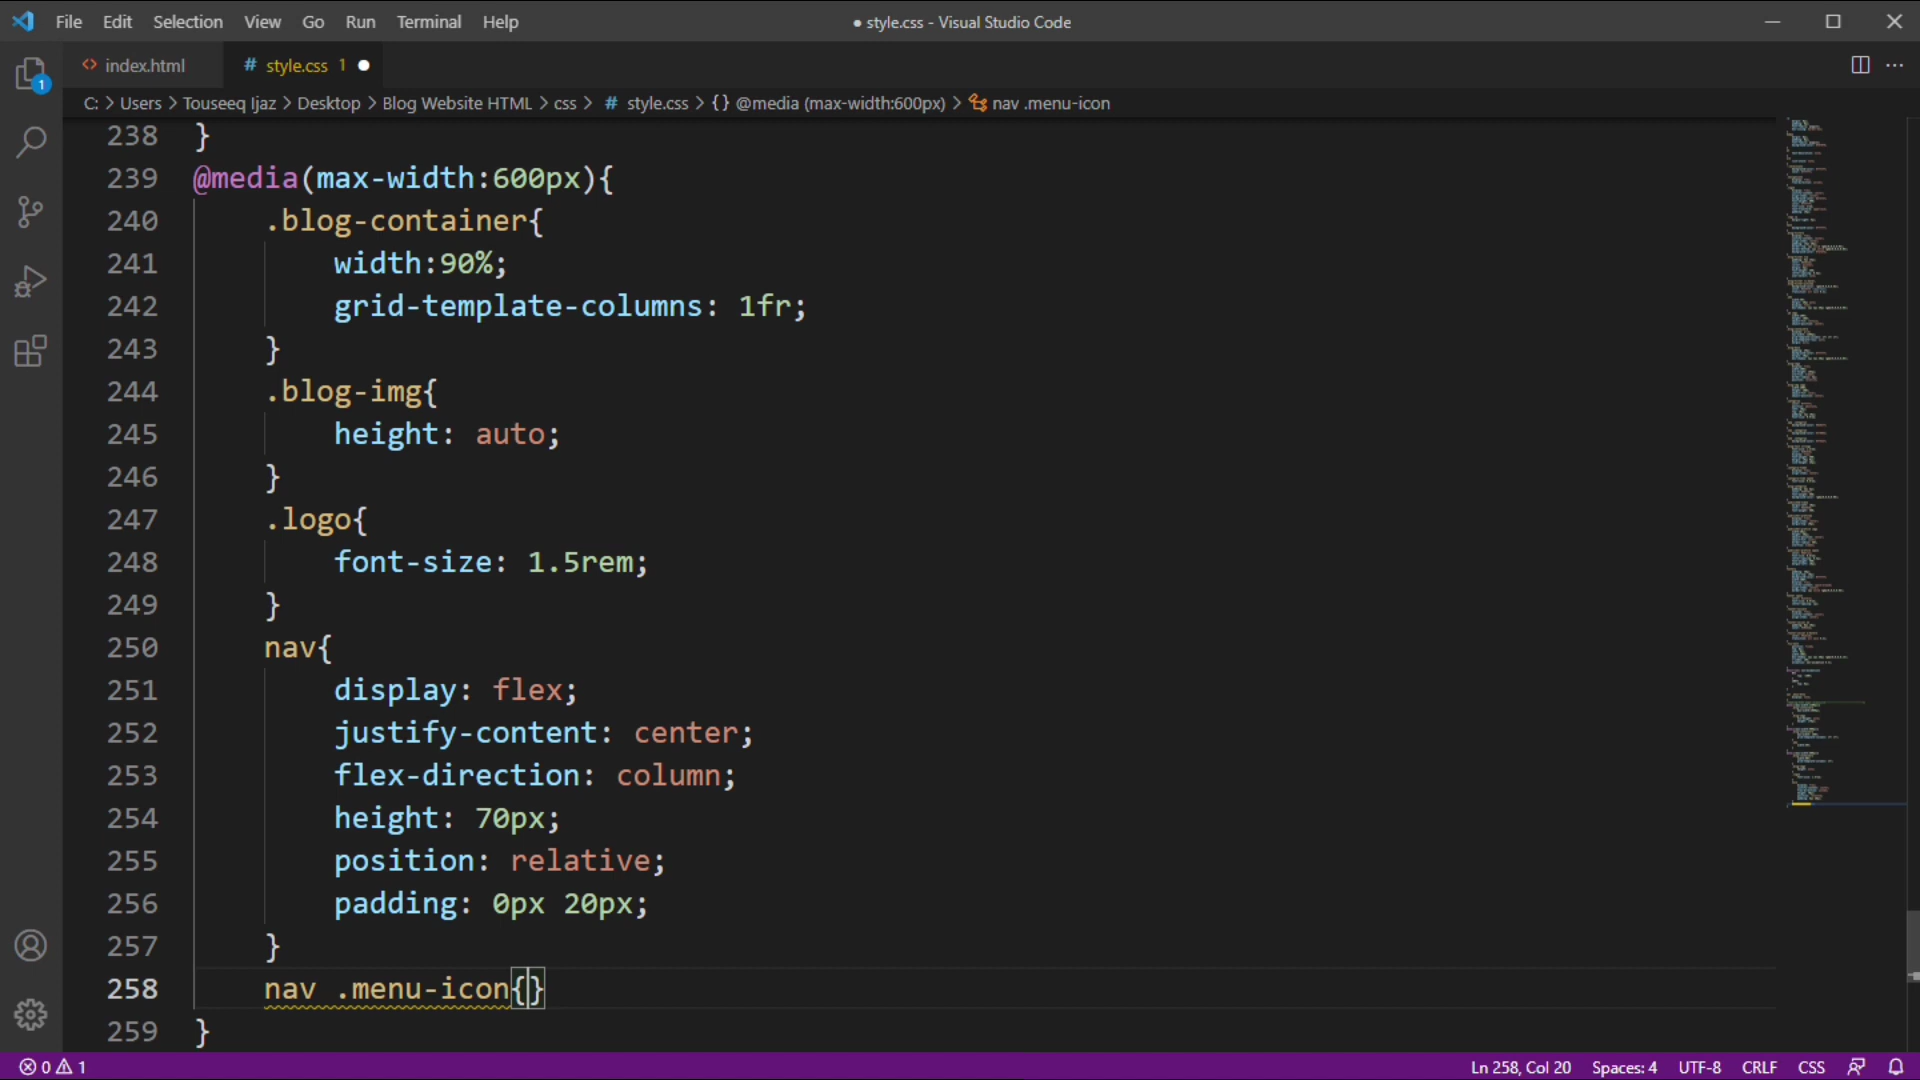 File Edit Selection View Go Run Terminal Help
● style.css - Visual Studio Code
index.html
# style.css 1 ●
C: > Users > Touseeq Ijaz > Desktop > Blog Website HTML > css > # style.css > {} @media (max-width:600px) > nav .menu-icon
1
238 }
239 @media(max-width:600px){
240 .blog-container{
241 width:90%;
242 grid-template-columns: 1fr;
243 }
244 .blog-img{
245 height: auto;
246 }
247 .logo{
248 font-size: 1.5rem;
249 }
250 nav{
251 display: flex;
252 justify-content: center;
253 flex-direction: column;
254 height: 70px;
255 position: relative;
256 padding: 0px 20px;
257 }
258 nav .menu-icon{}
259 }
0 1
Ln 258, Col 20 Spaces: 4 UTF-8 CRLF CSS